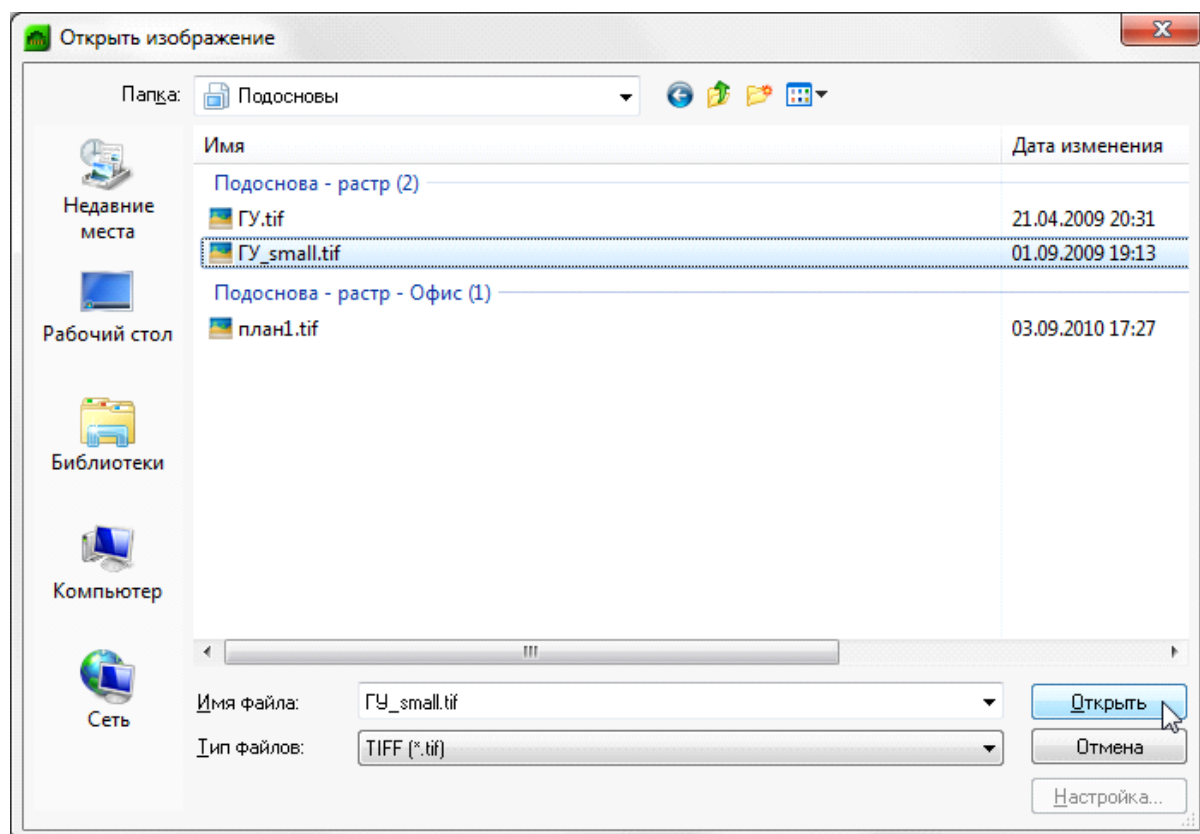 Открыть изображение
Папка: Подосновы
Имя Дата изменения
Подоснова - растр (2)
ГУ.tif 21.04.2009 20:31
ГУ_small.tif 01.09.2009 19:13
Подоснова - растр - Офис (1)
план1.tif 03.09.2010 17:27
Недавние
места
Рабочий стол
Библиотеки
Компьютер
Сеть
Имя файла: ГУ_small.tif Открыть
Тип файлов: TIFF (*.tif) Отмена
Настройка...